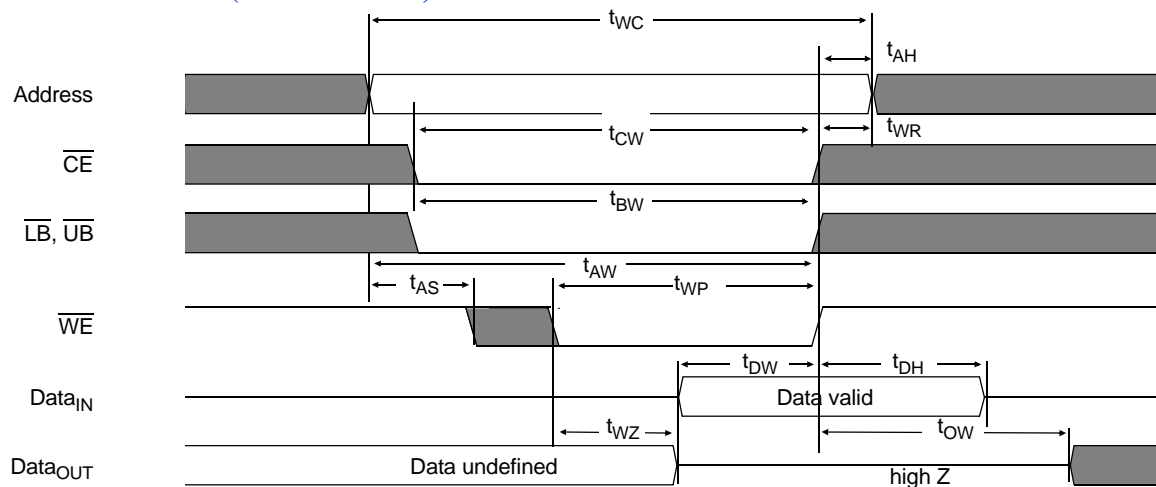 tWC
tAH
Address
tCW
tWR
CE
tBW
LB, UB
tAW
tAS
tWP
WE
tDW
tDH
DataIN
Data valid
tWZ
tOW
DataOUT
Data undefined
high Z